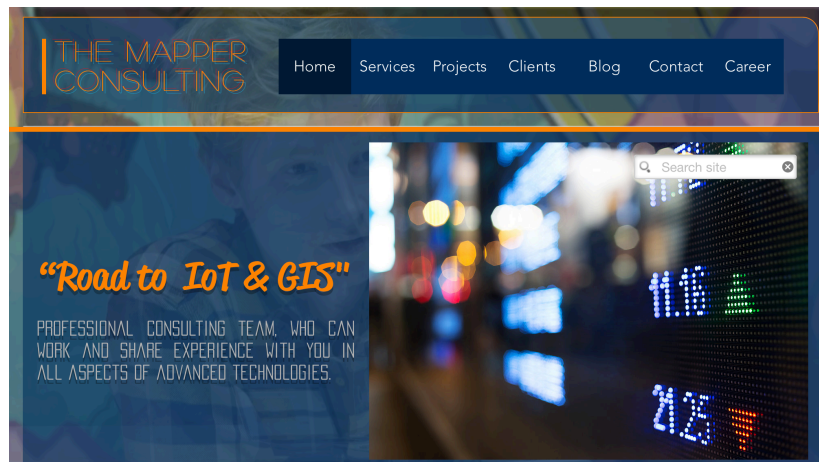 THE MAPPER
CONSULTING
Home Services Projects Clients Blog Contact Career
Search site
“Road to IoT & GIS"
PROFESSIONAL CONSULTING TEAM, WHO CAN
WORK AND SHARE EXPERIENCE WITH YOU IN
ALL ASPECTS OF ADVANCED TECHNOLOGIES.
11.16
21.25